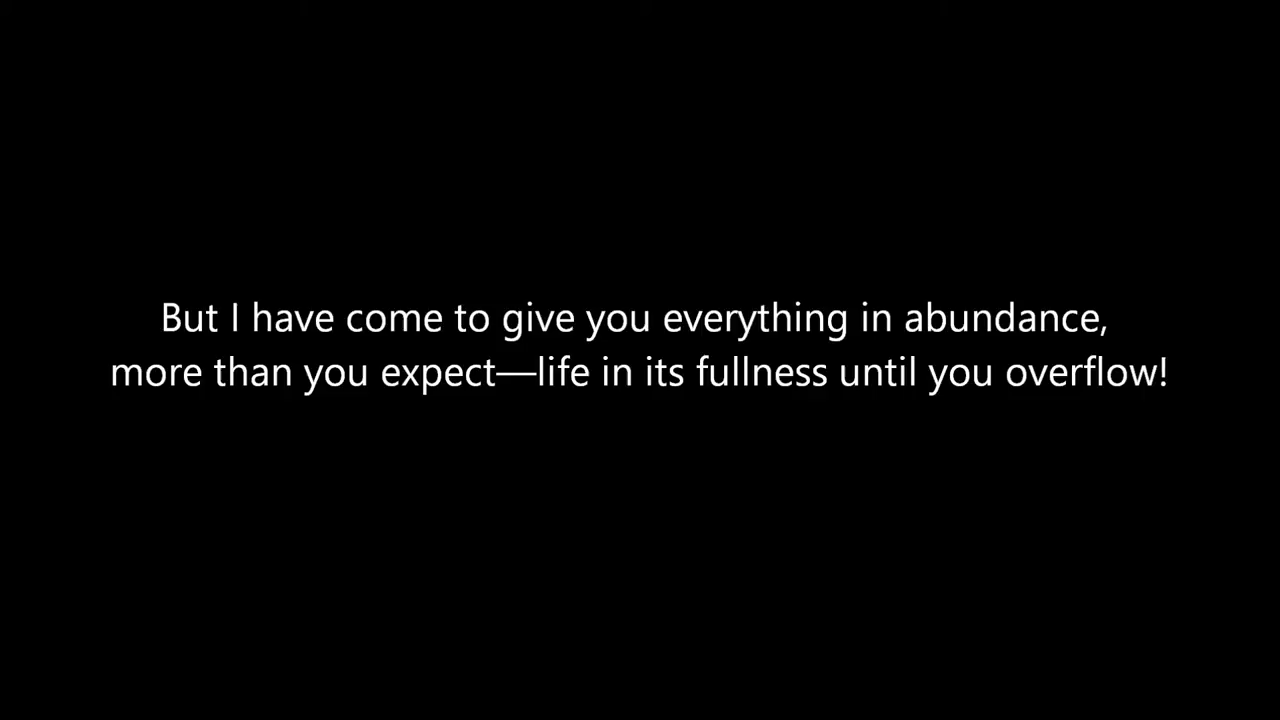 But I have come to give you everything in abundance,
more than you expect—life in its fullness until you overflow!